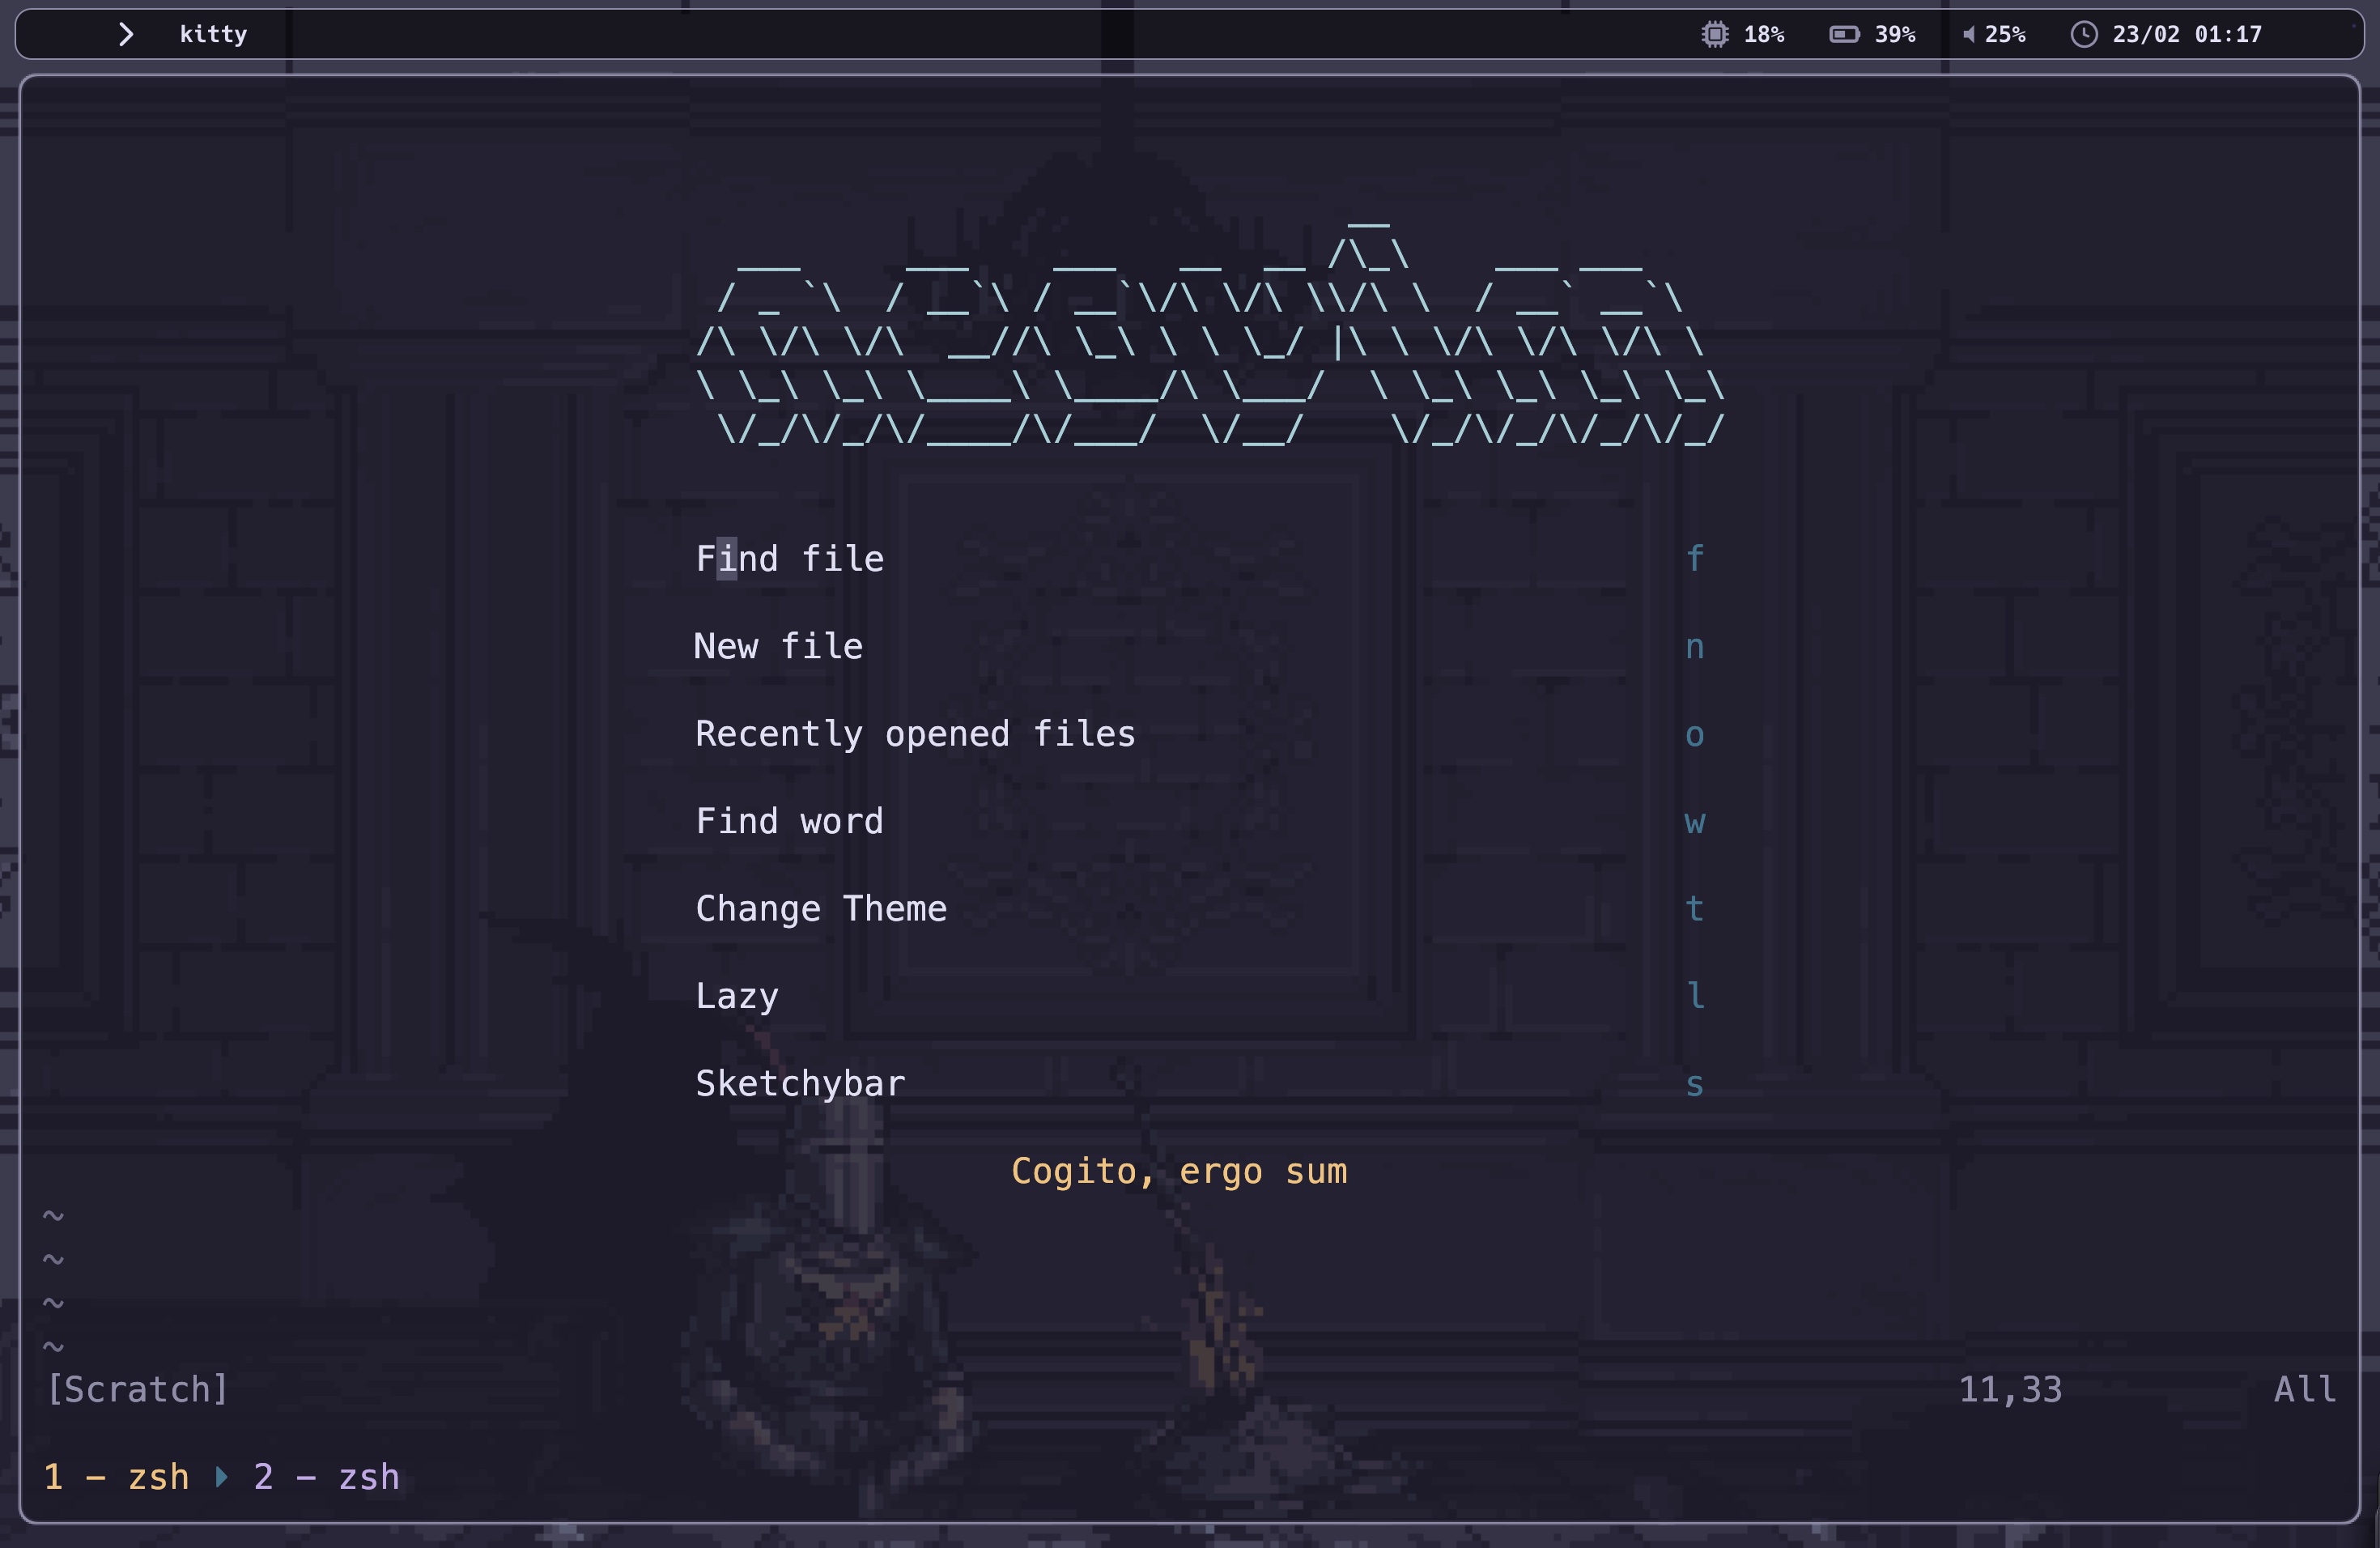 kitty 18% 39% 25% 23/02 01:17
neovim
Find file f
New file n
Recently opened files o
Find word w
Change Theme t
Lazy l
Sketchybar s
Cogito, ergo sum
~
~
~
~
[Scratch] 11,33 All
1 – zsh 2 – zsh